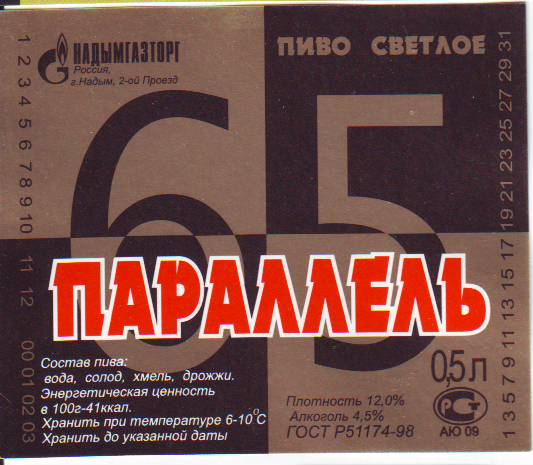 НАДЫМГАЗТОРГ
Россия,
г.Надым, 2-ой Проезд
ПИВО СВЕТЛОЕ
1 2 3 4 5 6 7 8 9 10 11 12 00 01 02 03
65
ПАРАЛЛЕЛЬ
Состав пива:
вода, солод, хмель, дрожжи.
Энергетическая ценность
в 100г-41ккал.
Хранить при температуре 6-10°С
Хранить до указанной даты
0,5 л
Плотность 12,0%
Алкоголь 4,5%
ГОСТ Р51174-98
РСТ
АЮ 09
1 3 5 7 9 11 13 15 17 19 21 23 25 27 29 31